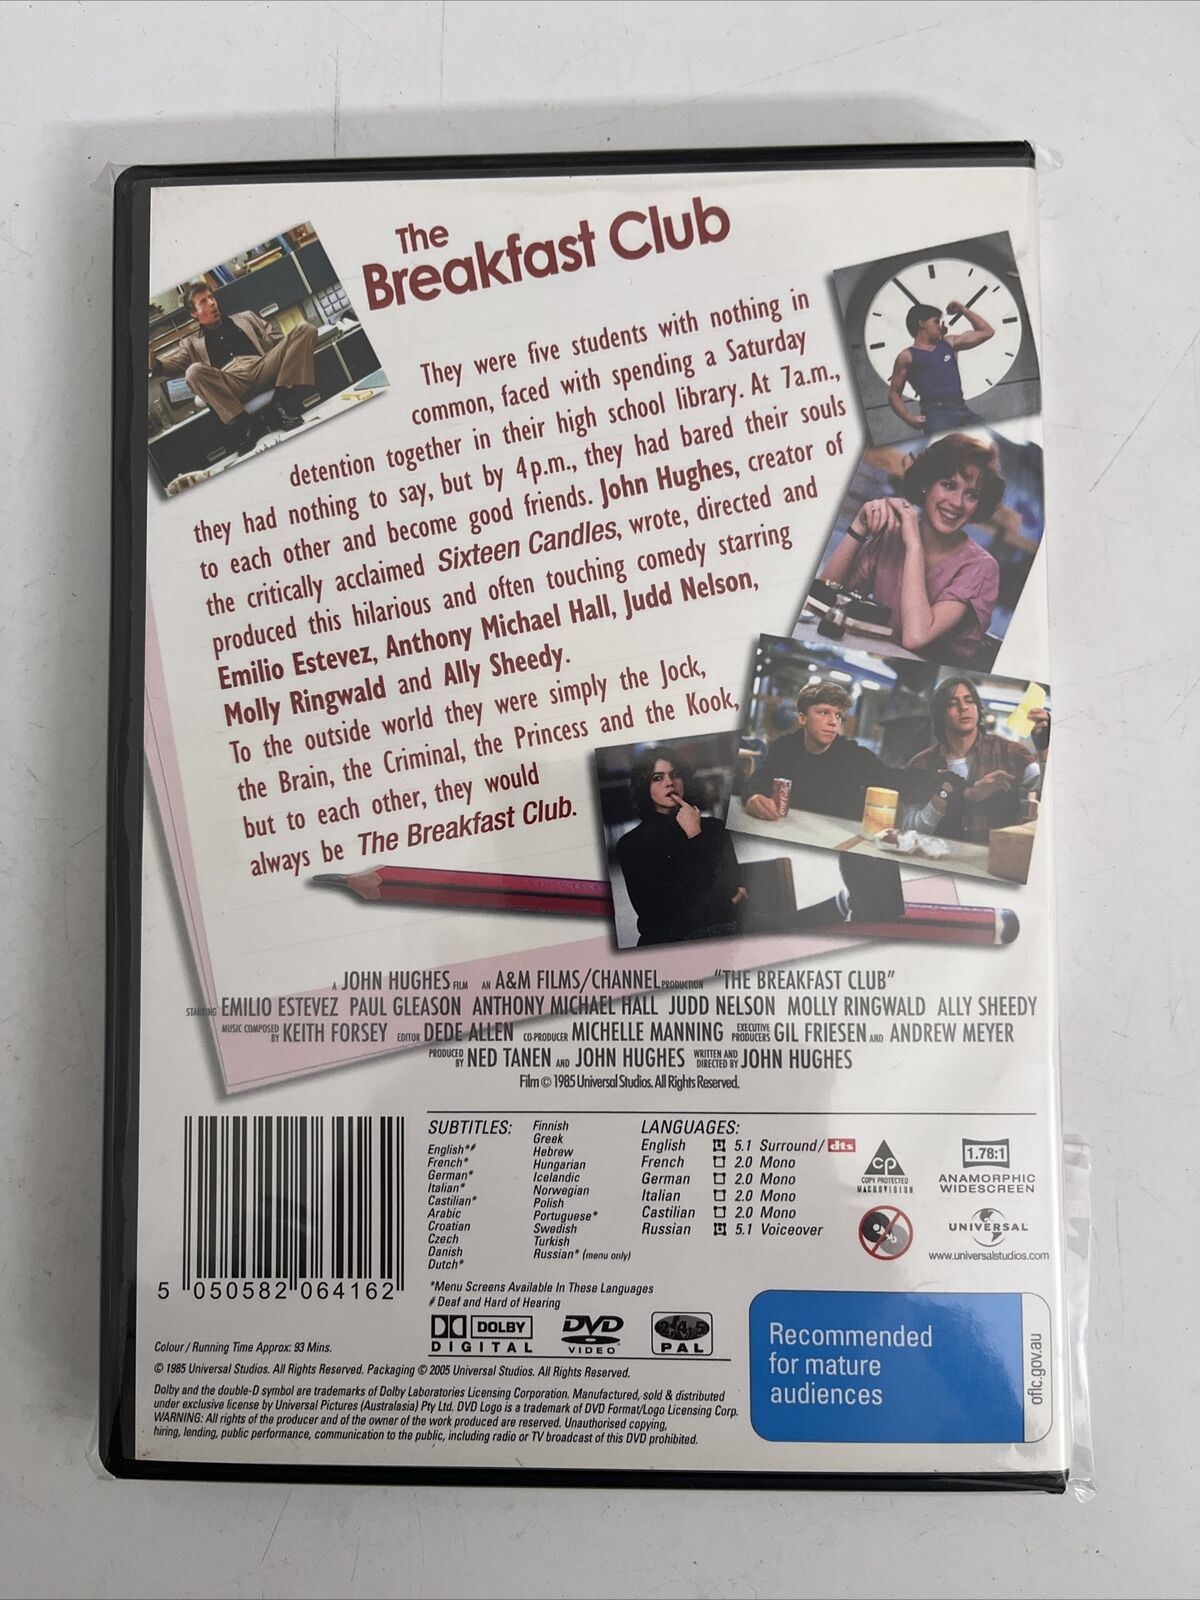 The
Breakfast Club
They were five students with nothing in
common, faced with spending a Saturday
detention together in their high school library. At 7a.m.,
they had nothing to say, but by 4p.m., they had bared their souls
to each other and become good friends. John Hughes, creator of
the critically acclaimed Sixteen Candles, wrote, directed and
produced this hilarious and often touching comedy starring
Emilio Estevez, Anthony Michael Hall, Judd Nelson,
Molly Ringwald and Ally Sheedy.
To the outside world they were simply the Jock,
the Brain, the Criminal, the Princess and the Kook,
but to each other, they would
always be The Breakfast Club.
A JOHN HUGHES FILM AN A&M FILMS/CHANNEL PRODUCTION "THE BREAKFAST CLUB"
STARRING EMILIO ESTEVEZ PAUL GLEASON ANTHONY MICHAEL HALL JUDD NELSON MOLLY RINGWALD ALLY SHEEDY
MUSIC COMPOSED BY KEITH FORSEY EDITOR DEDE ALLEN CO-PRODUCER MICHELLE MANNING EXECUTIVE PRODUCERS GIL FRIESEN AND ANDREW MEYER
PRODUCED BY NED TANEN AND JOHN HUGHES WRITTEN AND DIRECTED BY JOHN HUGHES
Film © 1985 Universal Studios. All Rights Reserved.
SUBTITLES:
English*#
French*
German*
Italian*
Castilian*
Arabic
Croatian
Czech
Danish
Dutch*
Finnish
Greek
Hebrew
Hungarian
Icelandic
Norwegian
Polish
Portuguese*
Swedish
Turkish
Russian* (menu only)
LANGUAGES:
English 5.1 Surround/dts
French 2.0 Mono
German 2.0 Mono
Italian 2.0 Mono
Castilian 2.0 Mono
Russian 5.1 Voiceover
*Menu Screens Available In These Languages
# Deaf and Hard of Hearing
CP
COPY PROTECTED
MACROVISION
1.78:1
ANAMORPHIC
WIDESCREEN
UNIVERSAL
www.universalstudios.com
5 050582 064162
DOLBY
DIGITAL
DVD
VIDEO
2 4 5
PAL
Recommended
for mature
audiences
oflc.gov.au
Colour / Running Time Approx: 93 Mins.
© 1985 Universal Studios. All Rights Reserved. Packaging © 2005 Universal Studios. All Rights Reserved.
Dolby and the double-D symbol are trademarks of Dolby Laboratories Licensing Corporation. Manufactured, sold & distributed
under exclusive license by Universal Pictures (Australasia) Pty Ltd. DVD Logo is a trademark of DVD Format/Logo Licensing Corp.
WARNING: All rights of the producer and of the owner of the work produced are reserved. Unauthorised copying,
hiring, lending, public performance, communication to the public, including radio or TV broadcast of this DVD prohibited.